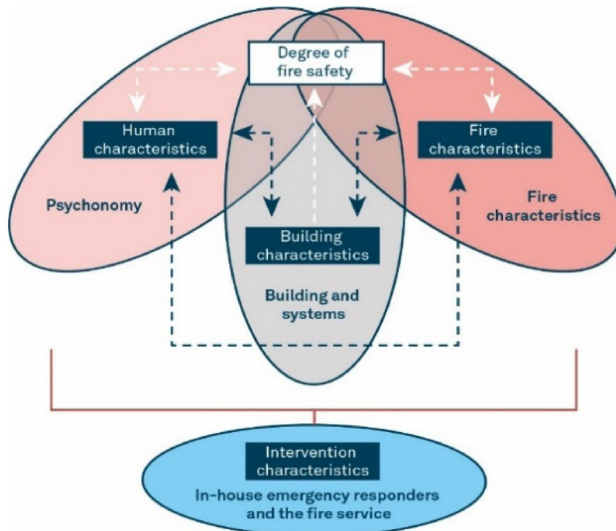 Degree of
fire safety
Human
characteristics
Fire
characteristics
Psychonomy
Fire
characteristics
Building
characteristics
Building and
systems
Intervention
characteristics
In-house emergency responders
and the fire service